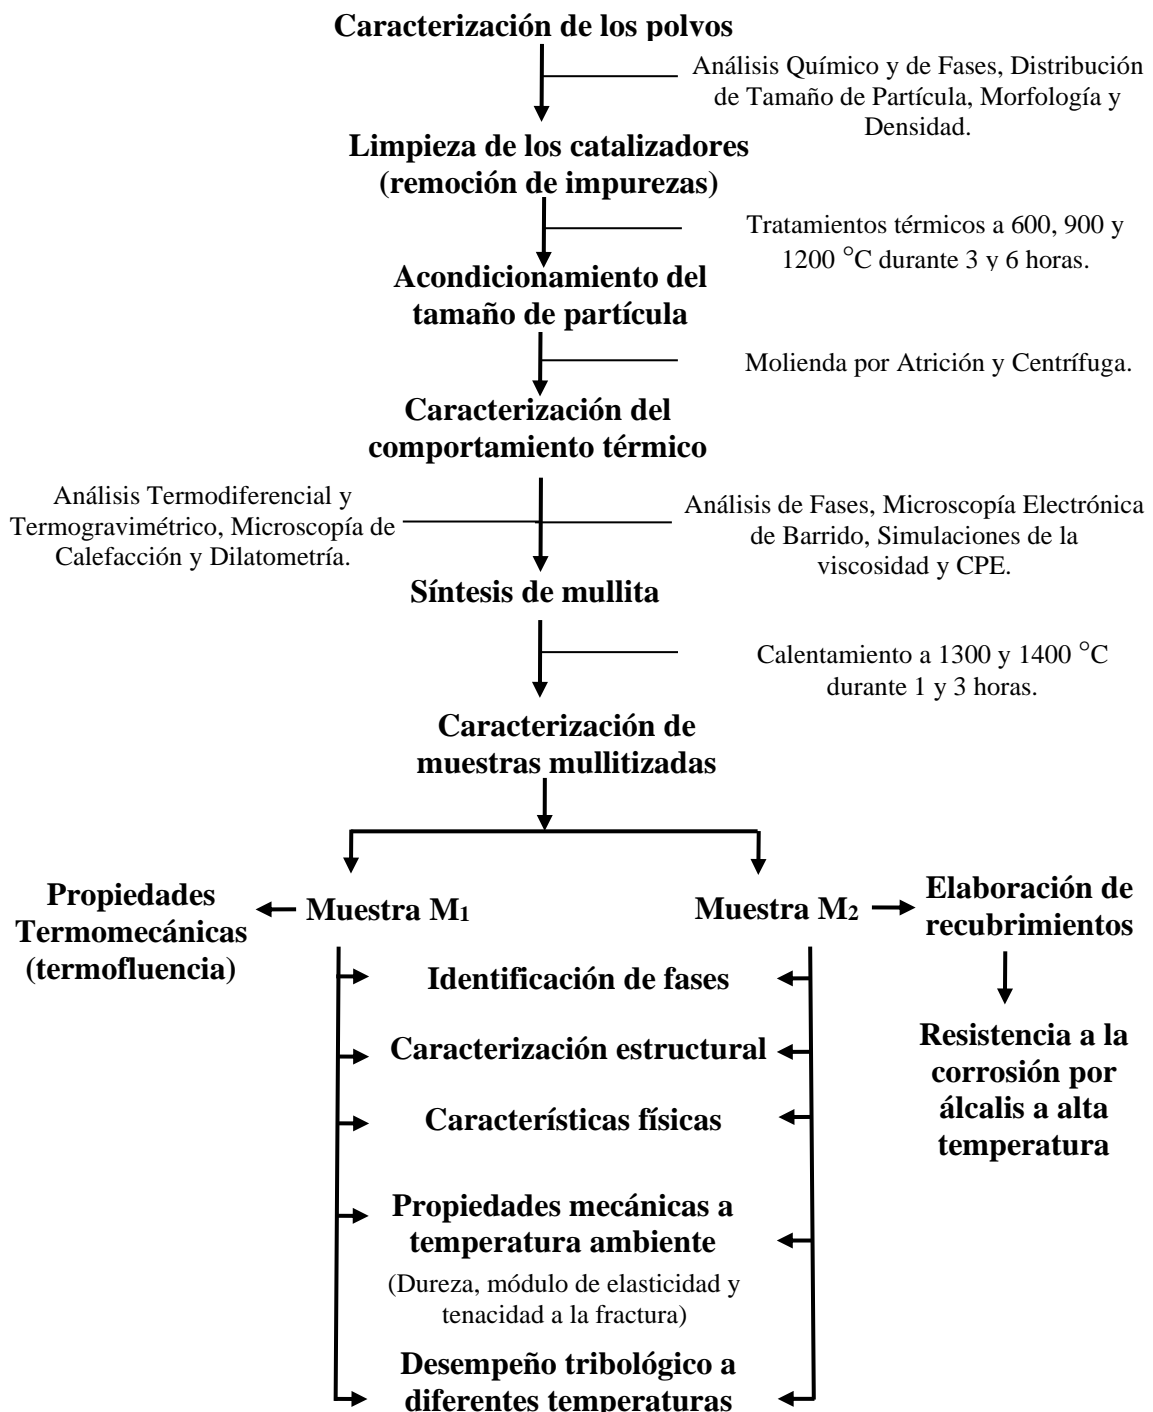 Caracterización de los polvos
Análisis Químico y de Fases, Distribución
de Tamaño de Partícula, Morfología y
Densidad.
Limpieza de los catalizadores
(remoción de impurezas)
Tratamientos térmicos a 600, 900 y
1200 °C durante 3 y 6 horas.
Acondicionamiento del
tamaño de partícula
Molienda por Atrición y Centrífuga.
Caracterización del
comportamiento térmico
Análisis Termodiferencial y
Termogravimétrico, Microscopía de
Calefacción y Dilatometría.
Análisis de Fases, Microscopía Electrónica
de Barrido, Simulaciones de la
viscosidad y CPE.
Síntesis de mullita
Calentamiento a 1300 y 1400 °C
durante 1 y 3 horas.
Caracterización de
muestras mullitizadas
Propiedades
Termomecánicas
(termofluencia)
Muestra M1
Muestra M2
Elaboración de
recubrimientos
Resistencia a la
corrosión por
álcalis a alta
temperatura
Identificación de fases
Caracterización estructural
Características físicas
Propiedades mecánicas a
temperatura ambiente
(Dureza, módulo de elasticidad y
tenacidad a la fractura)
Desempeño tribológico a
diferentes temperaturas